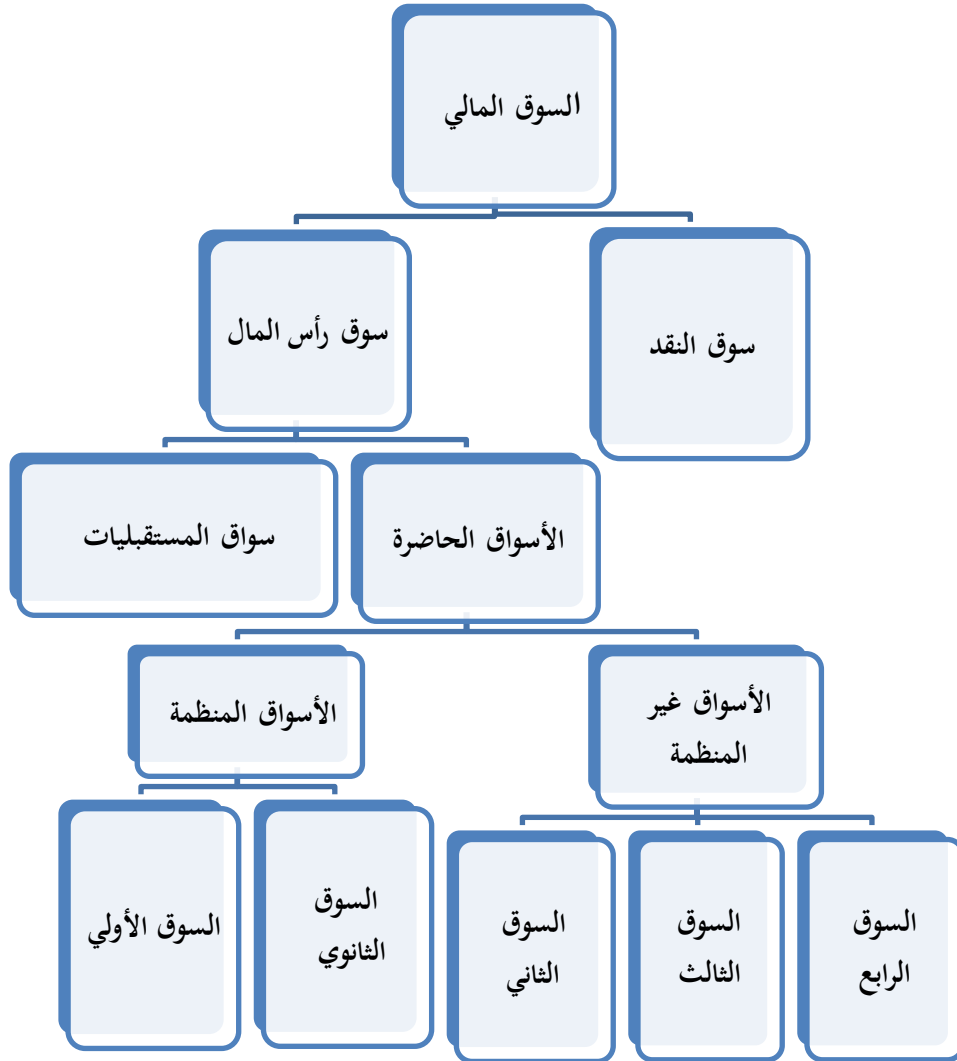 السوق المالي
سوق النقد
سوق رأس المال
الأسواق الحاضرة
سواق المستقبليات
الأسواق غير
المنظمة
الأسواق المنظمة
السوق
الرابع
السوق
الثالث
السوق
الثاني
السوق
الثانوي
السوق الأولي